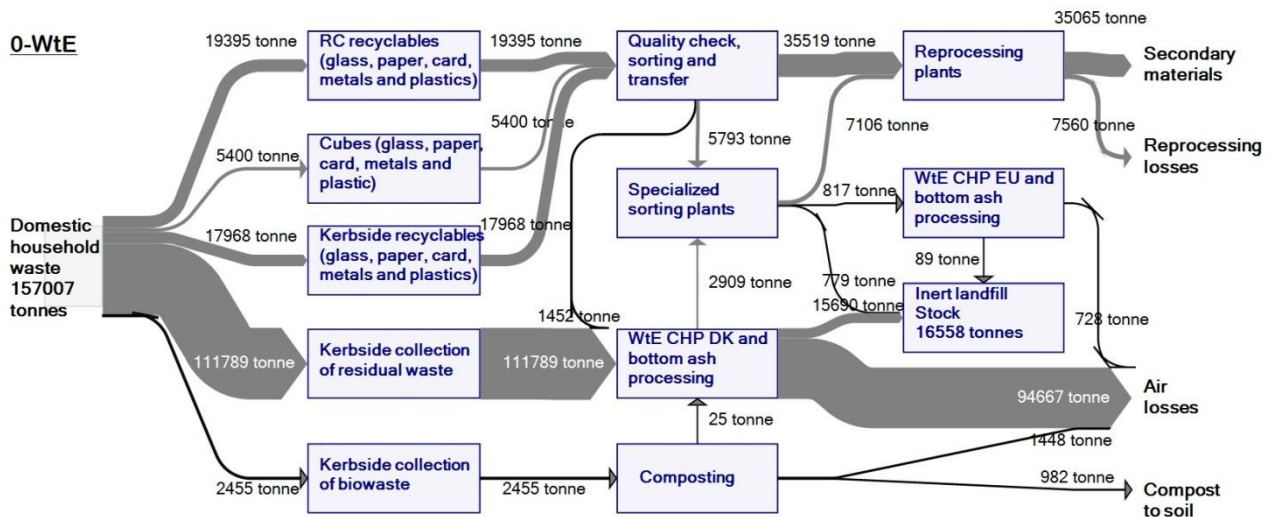 0-WtE
19395 tonne
RC recyclables
(glass, paper, card,
metals and plastics)
19395 tonne
Quality check,
sorting and
transfer
35519 tonne
Reprocessing
plants
35065 tonne
Secondary
materials
5400 tonne
Cubes (glass, paper,
card, metals and
plastic)
5400 tonne
5793 tonne
7106 tonne
7560 tonne
Reprocessing
losses
Domestic
household
waste
157007
tonnes
17968 tonne
Kerbside recyclables
(glass, paper, card,
metals and plastics)
17968 tonne
Specialized
sorting plants
817 tonne
WtE CHP EU and
bottom ash
processing
2909 tonne
779 tonne
89 tonne
15690 tonne
Inert landfill
Stock
16558 tonnes
728 tonne
111789 tonne
Kerbside collection
of residual waste
111789 tonne
1452 tonne
WtE CHP DK and
bottom ash
processing
94667 tonne
Air
losses
25 tonne
1448 tonne
2455 tonne
Kerbside collection
of biowaste
2455 tonne
Composting
982 tonne
Compost
to soil